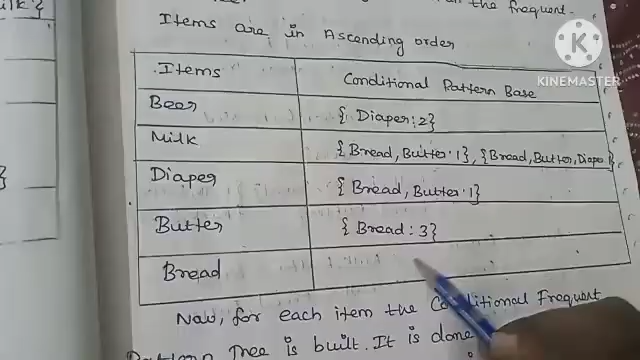 the frequent.
Items are in Ascending order
KINEMASTER
Items Conditional Pattern Base
Beer { Diaper:2}
Milk {Bread, Butter:1}, {Bread, Butter, Diaper:1}
Diaper {Bread, Butter:1}
Butter { Bread: 3}
Bread
Now, for each item the Conditional Frequent
Pattern Tree is built. It is done